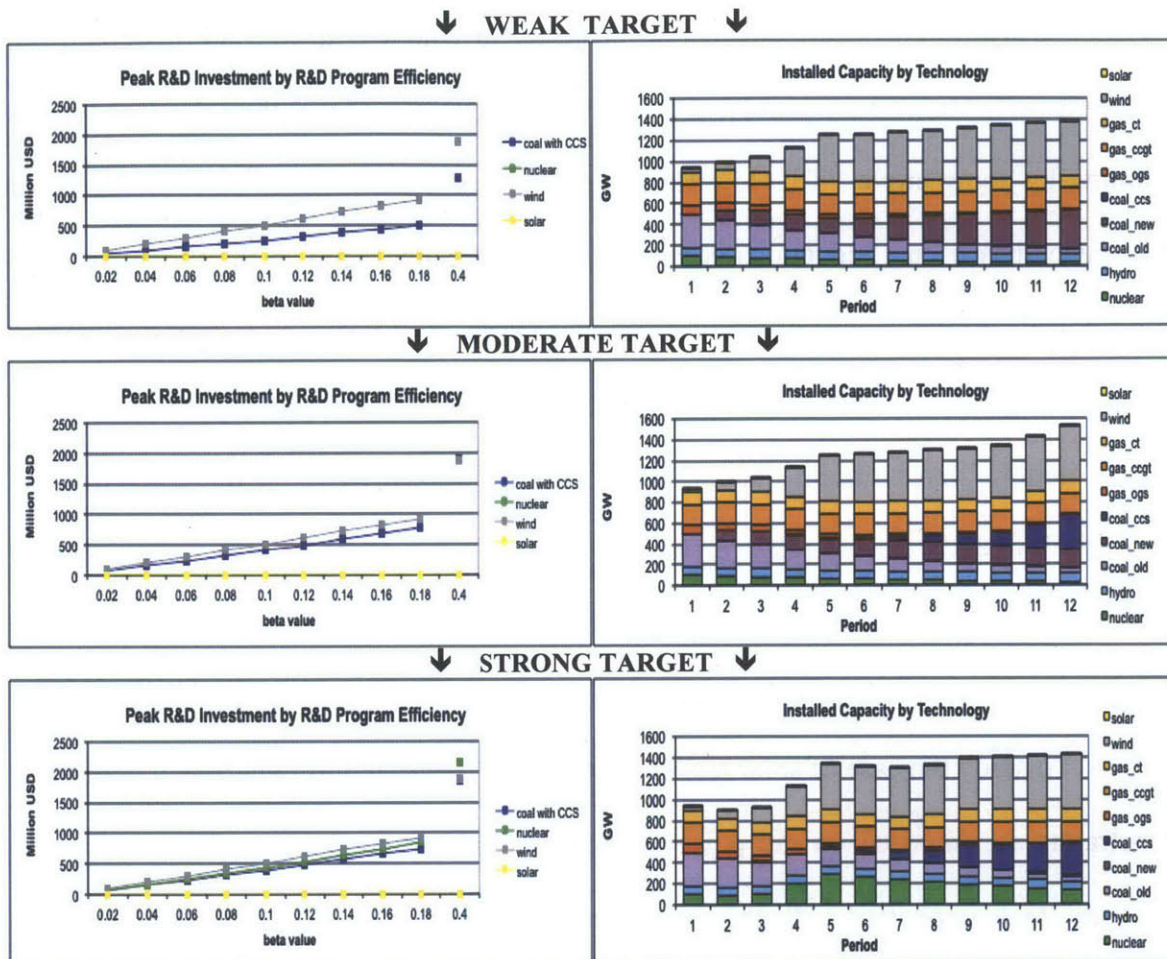 WEAK TARGET
Peak R&D Investment by R&D Program Efficiency
Million USD
2500
2000
1500
1000
500
0
0.02 0.04 0.06 0.08 0.1 0.12 0.14 0.16 0.18 0.4
beta value
coal with CCS
nuclear
wind
solar
Installed Capacity by Technology
GW
1600
1400
1200
1000
800
600
400
200
0
1 2 3 4 5 6 7 8 9 10 11 12
Period
solar
wind
gas_ct
gas_ccgt
gas_ogs
coal_ccs
coal_new
coal_old
hydro
nuclear
MODERATE TARGET
Peak R&D Investment by R&D Program Efficiency
Million USD
2500
2000
1500
1000
500
0
0.02 0.04 0.06 0.08 0.1 0.12 0.14 0.16 0.18 0.4
beta value
coal with CCS
nuclear
wind
solar
Installed Capacity by Technology
GW
1600
1400
1200
1000
800
600
400
200
0
1 2 3 4 5 6 7 8 9 10 11 12
Period
solar
wind
gas_ct
gas_ccgt
gas_ogs
coal_ccs
coal_new
coal_old
hydro
nuclear
STRONG TARGET
Peak R&D Investment by R&D Program Efficiency
Million USD
2500
2000
1500
1000
500
0
0.02 0.04 0.06 0.08 0.1 0.12 0.14 0.16 0.18 0.4
beta value
coal with CCS
nuclear
wind
solar
Installed Capacity by Technology
GW
1600
1400
1200
1000
800
600
400
200
0
1 2 3 4 5 6 7 8 9 10 11 12
Period
solar
wind
gas_ct
gas_ccgt
gas_ogs
coal_ccs
coal_new
coal_old
hydro
nuclear